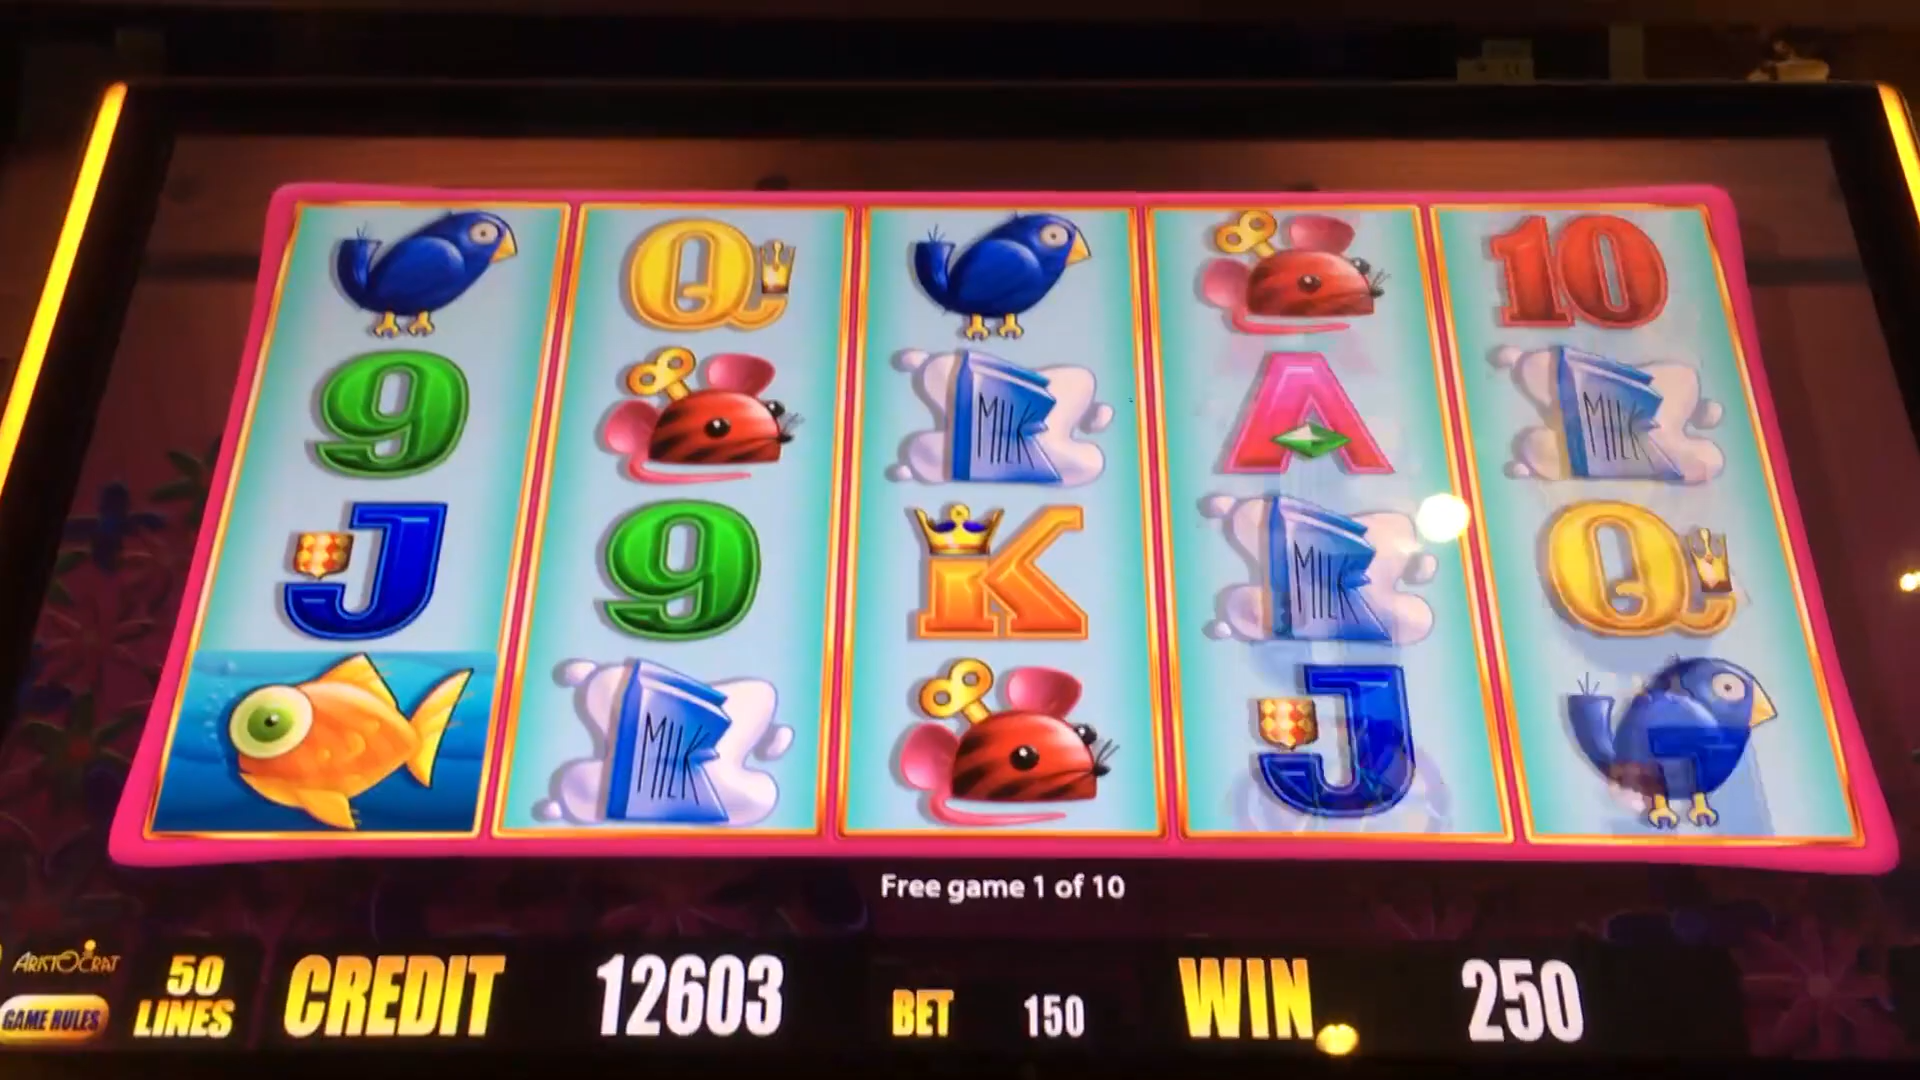 Q 10
9 MILK A MILK
J 9 K MILK Q
MILK J
Free game 1 of 10
ARISTOCRAT
GAME RULES
50
LINES
CREDIT 12603 BET 150 WIN 250